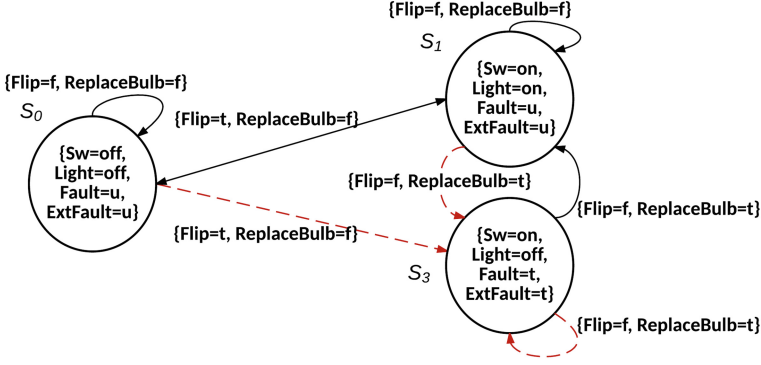 {Flip=f, ReplaceBulb=f}
S1
{Sw=on,
Light=on,
Fault=u,
ExtFault=u}
{Flip=f, ReplaceBulb=f}
S0
{Sw=off,
Light=off,
Fault=u,
ExtFault=u}
{Flip=t, ReplaceBulb=f}
{Flip=f, ReplaceBulb=t}
{Flip=f, ReplaceBulb=t}
{Flip=t, ReplaceBulb=f}
S3
{Sw=on,
Light=off,
Fault=t,
ExtFault=t}
{Flip=f, ReplaceBulb=t}